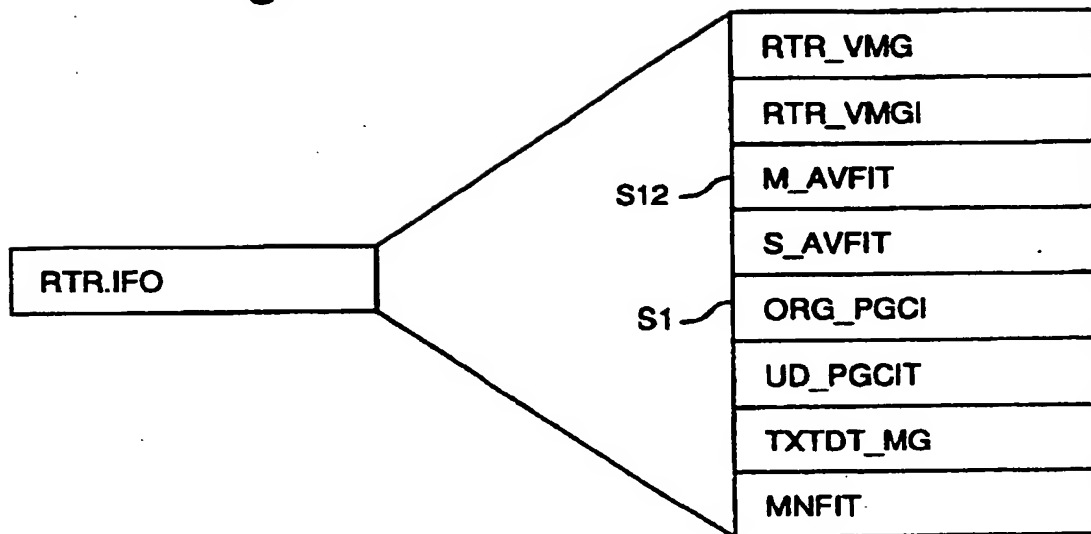 RTR_VMG
RTR_VMGI
S12
M_AVFIT
S_AVFIT
RTR.IFO
S1
ORG_PGCI
UD_PGCIT
TXTDT_MG
MNFIT